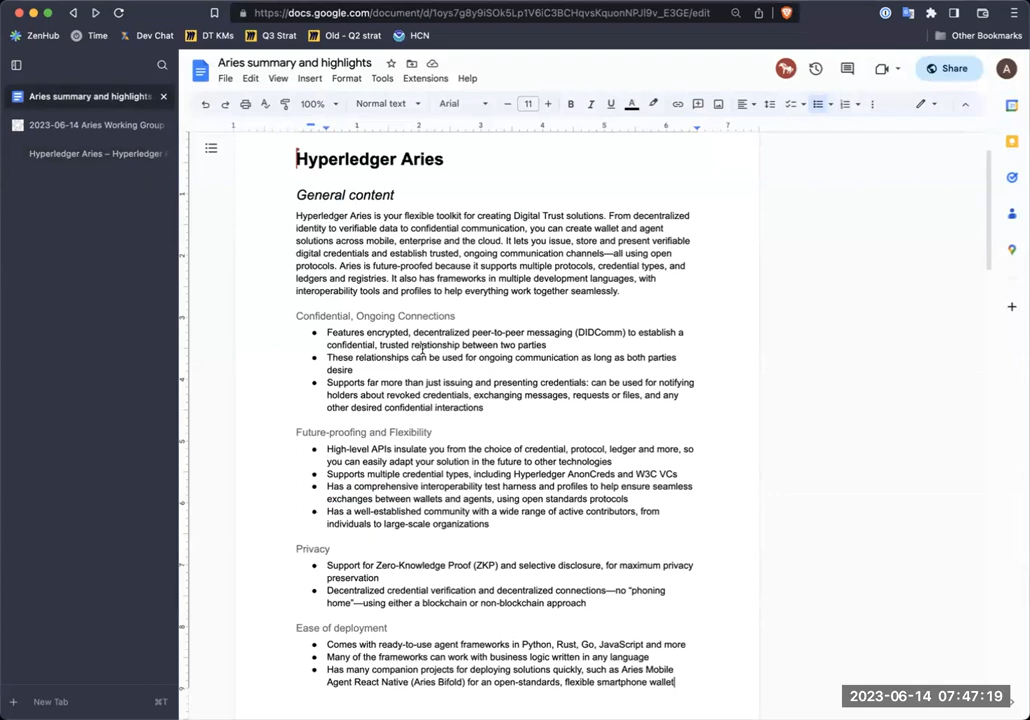 https://docs.google.com/document/d/1oys7g8y9iSOk5Lp1V6iC3BCHqvsKquonNPJl9v_E3GE/edit
ZenHub Time Dev Chat DT KMs Q3 Strat Old - Q2 strat HCN Other Bookmarks
Aries summary and highlights
File Edit View Insert Format Tools Extensions Help
Share
A
Aries summary and highlights
2023-06-14 Aries Working Group
Hyperledger Aries – Hyperledger
100% Normal text Arial 11 B I U A
1 1 2 3 4 5 6 7
Hyperledger Aries
General content
Hyperledger Aries is your flexible toolkit for creating Digital Trust solutions. From decentralized
identity to verifiable data to confidential communication, you can create wallet and agent
solutions across mobile, enterprise and the cloud. It lets you issue, store and present verifiable
digital credentials and establish trusted, ongoing communication channels—all using open
protocols. Aries is future-proofed because it supports multiple protocols, credential types, and
ledgers and registries. It also has frameworks in multiple development languages, with
interoperability tools and profiles to help everything work together seamlessly.
Confidential, Ongoing Connections
● Features encrypted, decentralized peer-to-peer messaging (DIDComm) to establish a
confidential, trusted relationship between two parties
● These relationships can be used for ongoing communication as long as both parties
desire
● Supports far more than just issuing and presenting credentials: can be used for notifying
holders about revoked credentials, exchanging messages, requests or files, and any
other desired confidential interactions
Future-proofing and Flexibility
● High-level APIs insulate you from the choice of credential, protocol, ledger and more, so
you can easily adapt your solution in the future to other technologies
● Supports multiple credential types, including Hyperledger AnonCreds and W3C VCs
● Has a comprehensive interoperability test harness and profiles to help ensure seamless
exchanges between wallets and agents, using open standards protocols
● Has a well-established community with a wide range of active contributors, from
individuals to large-scale organizations
Privacy
● Support for Zero-Knowledge Proof (ZKP) and selective disclosure, for maximum privacy
preservation
● Decentralized credential verification and decentralized connections—no “phoning
home”—using either a blockchain or non-blockchain approach
Ease of deployment
● Comes with ready-to-use agent frameworks in Python, Rust, Go, JavaScript and more
● Many of the frameworks can work with business logic written in any language
● Has many companion projects for deploying solutions quickly, such as Aries Mobile
Agent React Native (Aries Bifold) for an open-standards, flexible smartphone wallet
New Tab ⌘T
2023-06-14 07:47:19